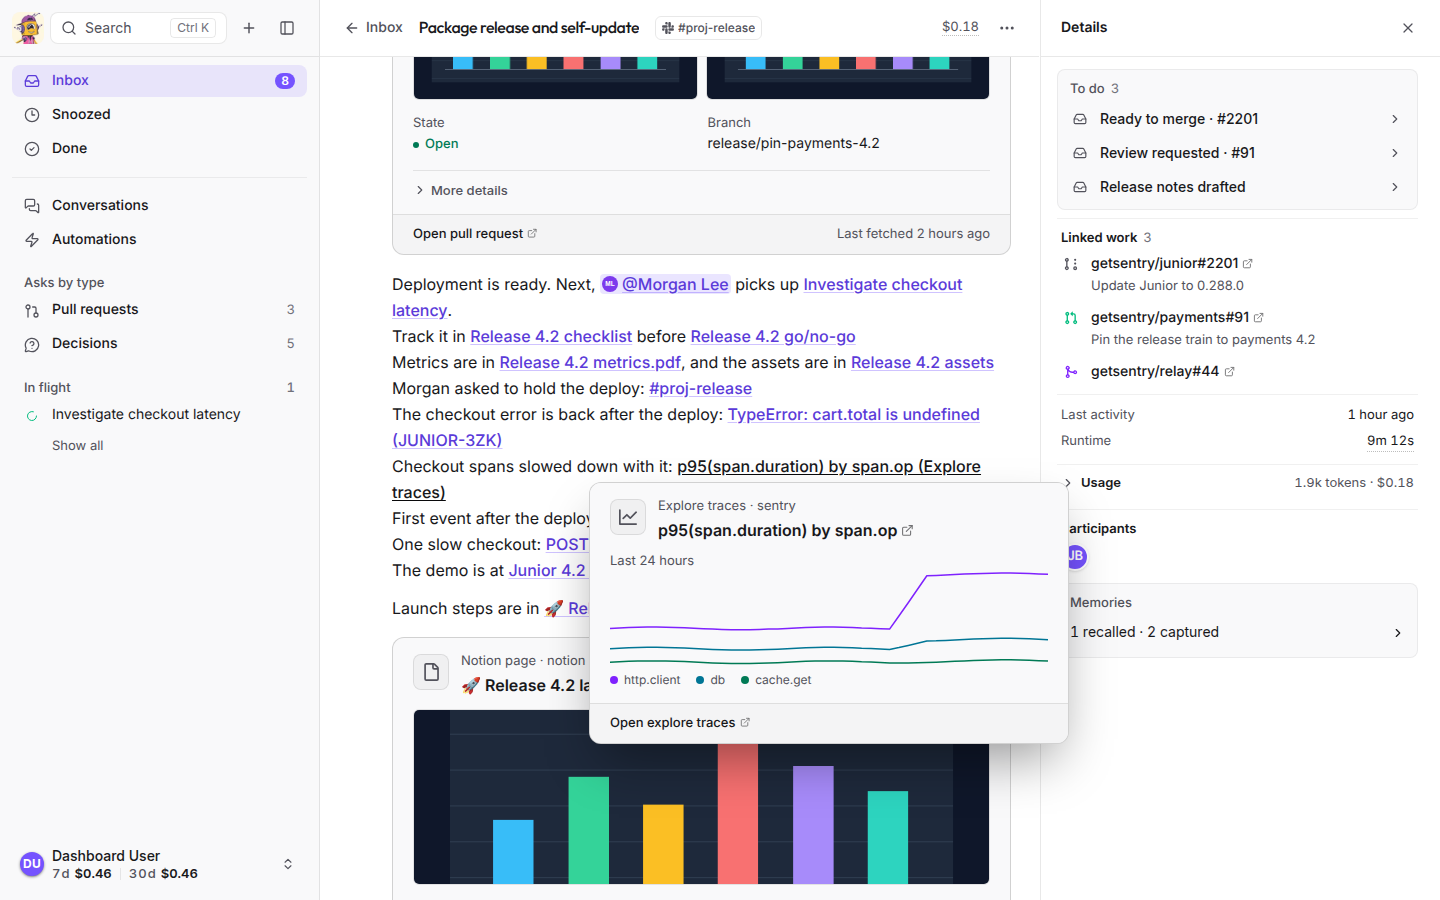 Search
Ctrl K
Inbox
8
Snoozed
Done
Conversations
Automations
Asks by type
Pull requests
3
Decisions
5
In flight
1
Investigate checkout latency
Show all
DU
Dashboard User
7d $0.46 30d $0.46
Inbox
Package release and self-update
#proj-release
$0.18
State
Open
Branch
release/pin-payments-4.2
More details
Open pull request
Last fetched 2 hours ago
Deployment is ready. Next, ML @Morgan Lee picks up Investigate checkout
latency.
Track it in Release 4.2 checklist before Release 4.2 go/no-go
Metrics are in Release 4.2 metrics.pdf, and the assets are in Release 4.2 assets
Morgan asked to hold the deploy: #proj-release
The checkout error is back after the deploy: TypeError: cart.total is undefined
(JUNIOR-3ZK)
Checkout spans slowed down with it: p95(span.duration) by span.op (Explore
traces)
First event after the deploy
One slow checkout: POST
The demo is at Junior 4.2
Launch steps are in 🚀 Rel
Notion page · notion
🚀 Release 4.2 la
Explore traces · sentry
p95(span.duration) by span.op
Last 24 hours
http.client
db
cache.get
Open explore traces
Details
To do 3
Ready to merge · #2201
Review requested · #91
Release notes drafted
Linked work 3
getsentry/junior#2201
Update Junior to 0.288.0
getsentry/payments#91
Pin the release train to payments 4.2
getsentry/relay#44
Last activity
1 hour ago
Runtime
9m 12s
Usage
1.9k tokens · $0.18
articipants
JB
Memories
1 recalled · 2 captured